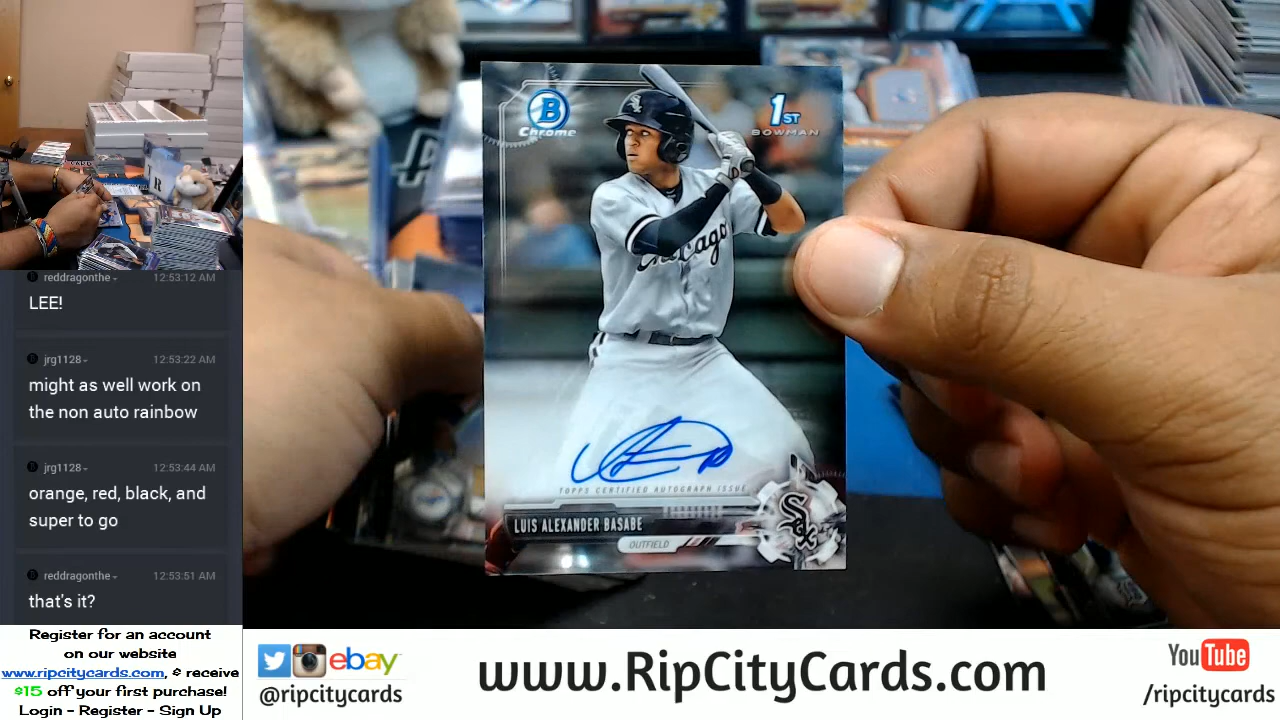 reddragonthe
12:53:12 AM
LEE!
jrg1128
12:53:22 AM
might as well work on
the non auto rainbow
jrg1128
12:53:44 AM
orange, red, black, and
super to go
reddragonthe
12:53:51 AM
that's it?
Register for an account
on our website
www.ripcitycards.com, & receive
$15 off your first purchase!
Login - Register - Sign Up
B
Chrome
1ST
BOWMAN
Chicago
TOPPS CERTIFIED AUTOGRAPH ISSUE
LUIS ALEXANDER BASABE
OUTFIELD
Sox
ebay
@ripcitycards
www.RipCityCards.com
YouTube
/ripcitycards